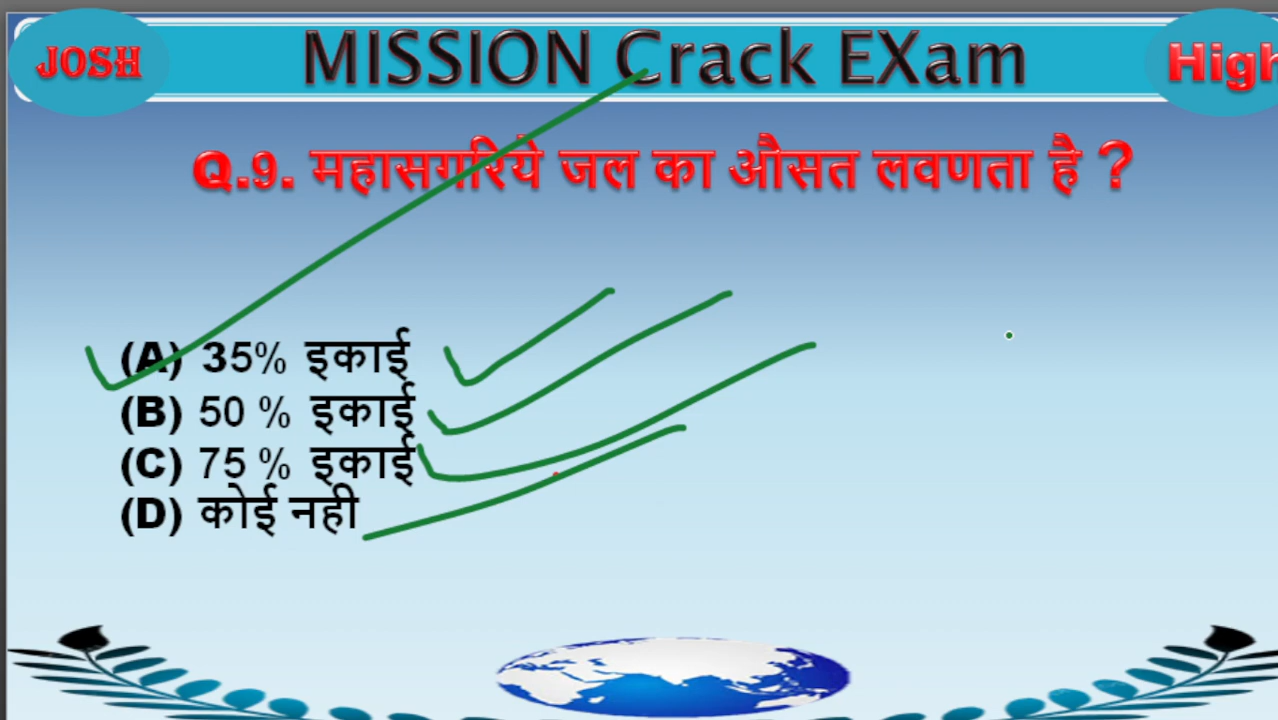 JOSH MISSION Crack EXam High
Q.9. महासगरिये जल का औसत लवणता है ?
(A) 35% इकाई
(B) 50 % इकाई
(C) 75 % इकाई
(D) कोई नही